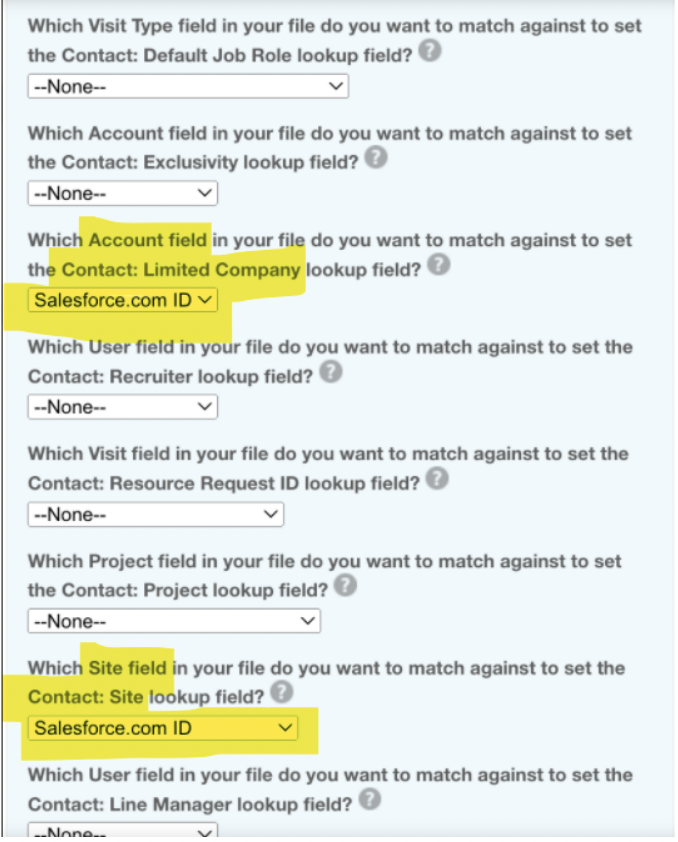 Which Visit Type field in your file do you want to match against to set
the Contact: Default Job Role lookup field? ?
--None--
Which Account field in your file do you want to match against to set
the Contact: Exclusivity lookup field? ?
--None--
Which Account field in your file do you want to match against to set
the Contact: Limited Company lookup field? ?
Salesforce.com ID
Which User field in your file do you want to match against to set the
Contact: Recruiter lookup field? ?
--None--
Which Visit field in your file do you want to match against to set the
Contact: Resource Request ID lookup field? ?
--None--
Which Project field in your file do you want to match against to set
the Contact: Project lookup field? ?
--None--
Which Site field in your file do you want to match against to set the
Contact: Site lookup field? ?
Salesforce.com ID
Which User field in your file do you want to match against to set the
Contact: Line Manager lookup field? ?
--None--